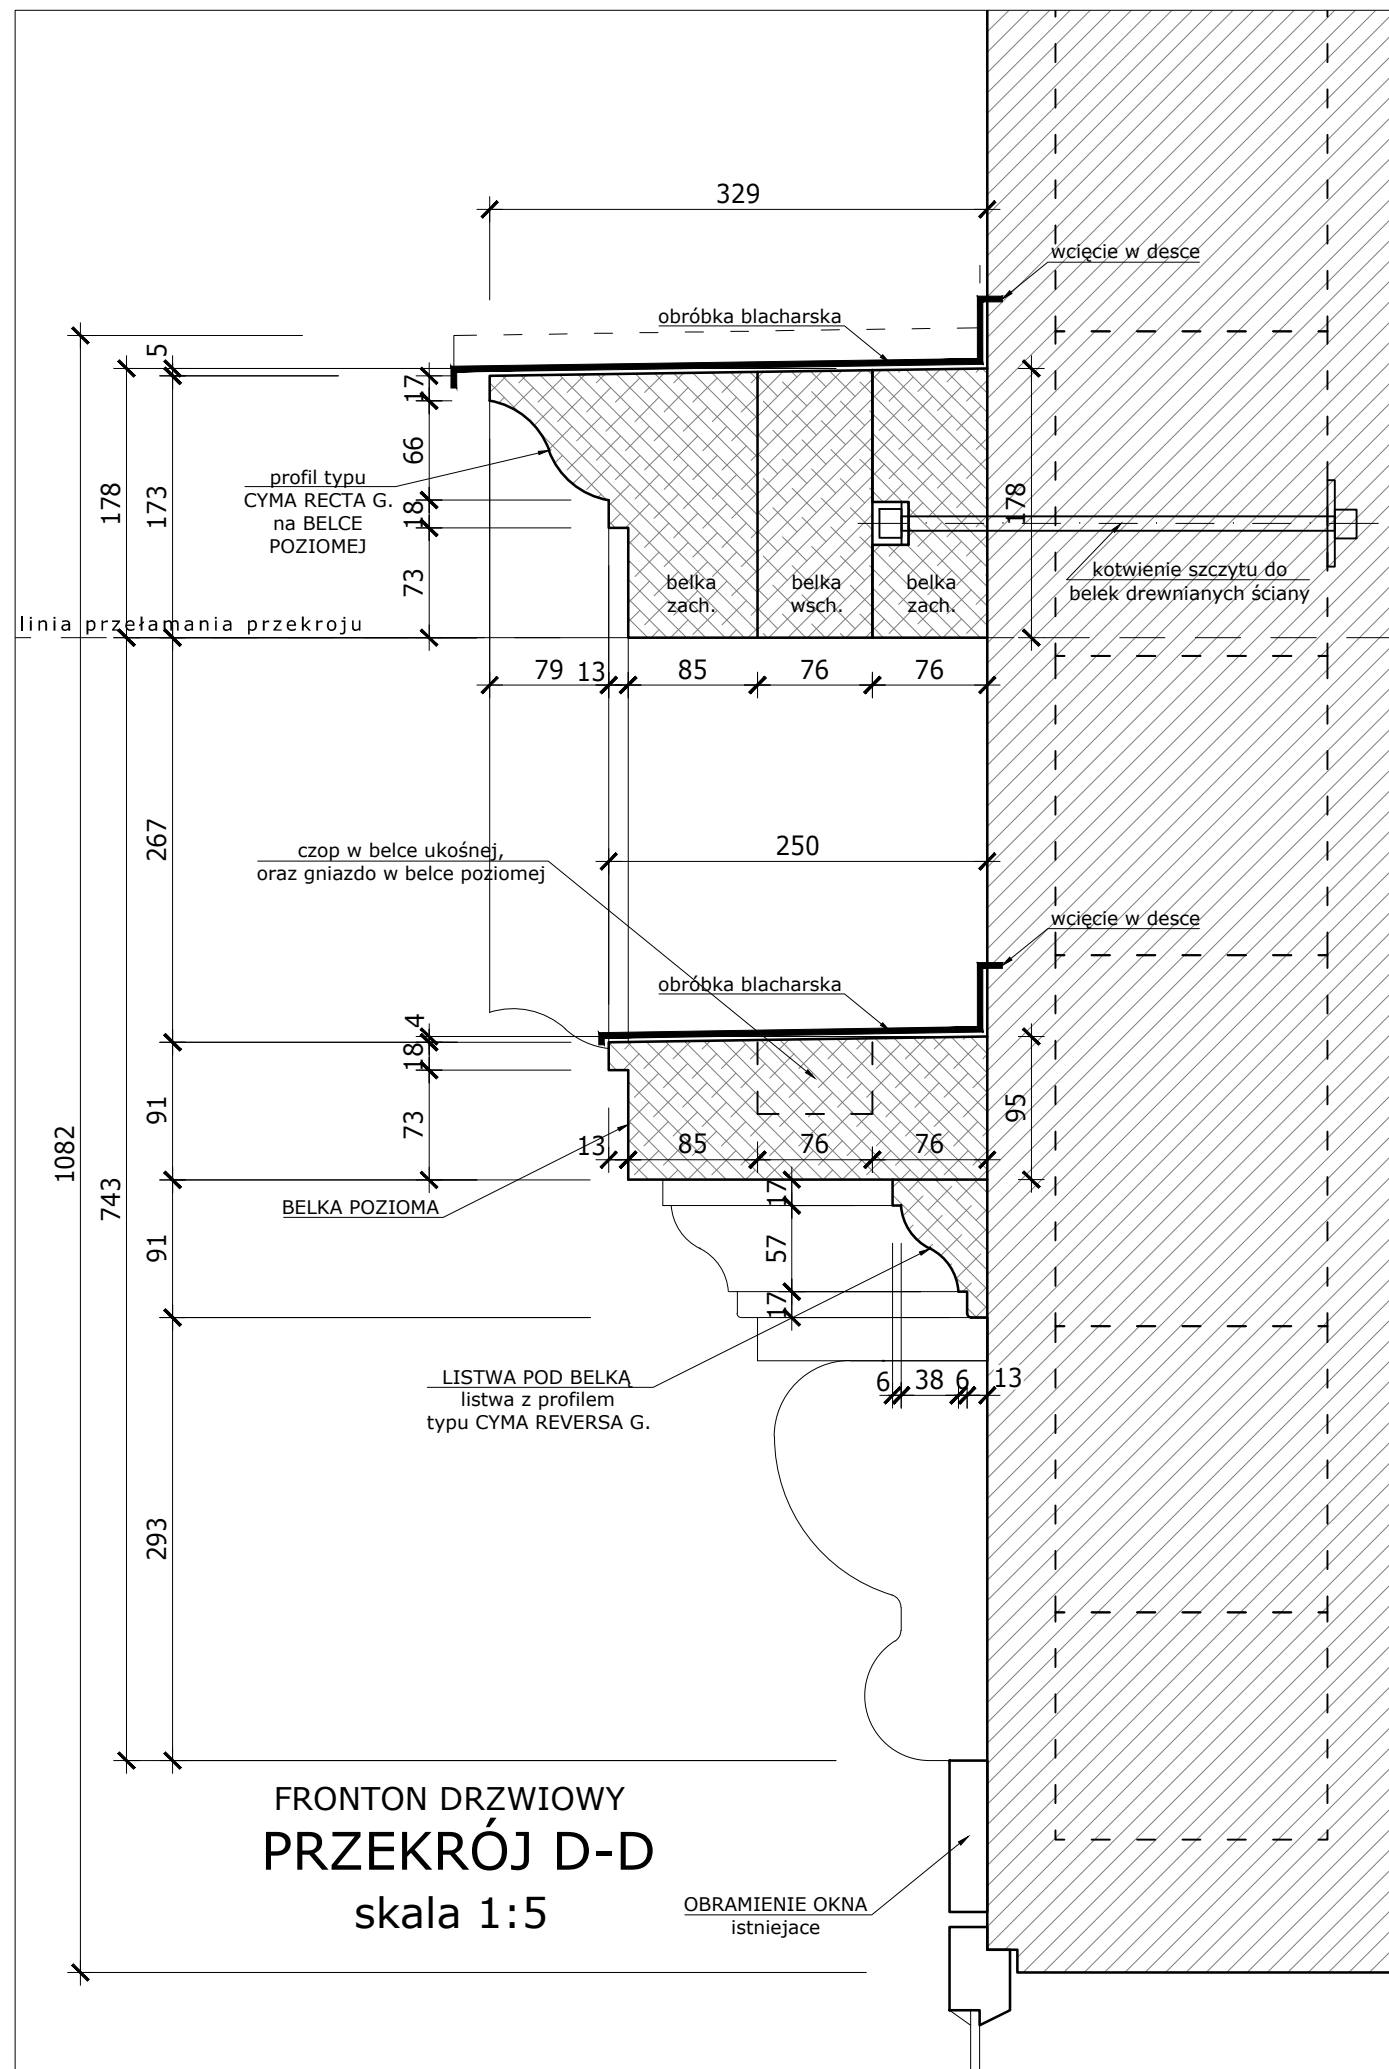 329
wcięcie w desce
obróbka blacharska
5
17
66
profil typu
CYMA RECTA G.
na BELCE
POZIOMEJ
178
173
18
178
73
kotwienie szczytu do
belek drewnianych ściany
belka
zach.
belka
wsch.
belka
zach.
linia przełamania przekroju
79
13
85
76
76
267
250
czop w belce ukośnej,
oraz gniazdo w belce poziomej
wcięcie w desce
obróbka blacharska
4
18
91
73
95
1082
13
85
76
76
743
17
BELKA POZIOMA
91
57
17
LISTWA POD BELKĄ
listwa z profilem
typu CYMA REVERSA G.
6
38
6
13
293
FRONTON DRZWIOWY
PRZEKRÓJ D-D
skala 1:5
OBRAMIENIE OKNA
istniejace